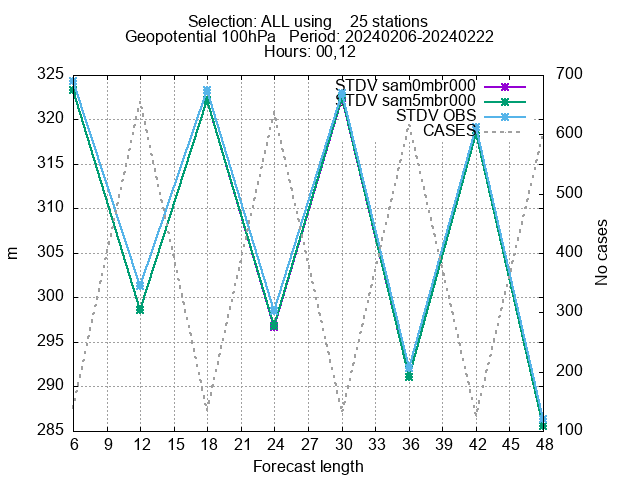 Selection: ALL using    25 stations
Geopotential 100hPa   Period: 20240206-20240222
Hours: 00,12
STDV sam0mbr000
STDV sam5mbr000
STDV OBS
CASES
325
320
315
310
305
300
295
290
285
m
700
600
500
400
300
200
100
No cases
6 9 12 15 18 21 24 27 30 33 36 39 42 45 48
Forecast length